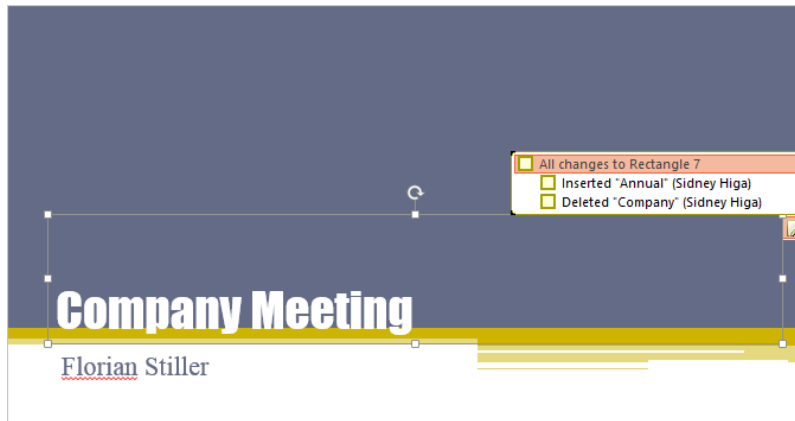 All changes to Rectangle 7
Inserted "Annual" (Sidney Higa)
Deleted "Company" (Sidney Higa)
Company Meeting
Florian Stiller